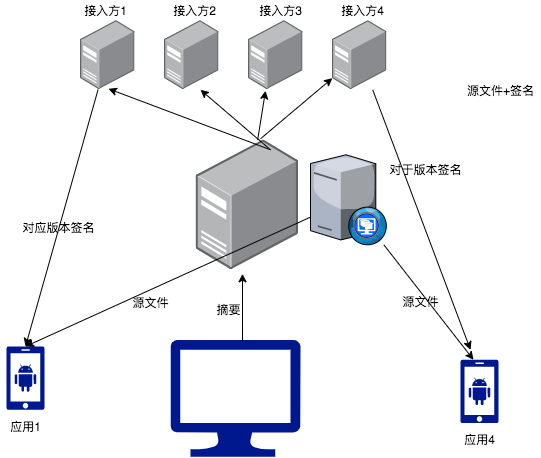 接入方1
接入方2
接入方3
接入方4
源文件+签名
对于版本签名
对应版本签名
源文件
摘要
源文件
应用1
应用4